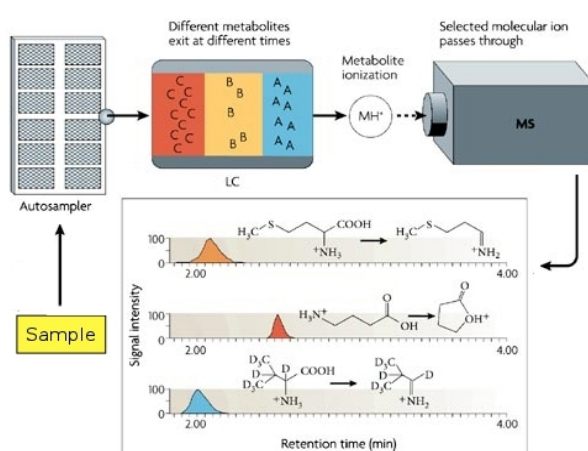 Different metabolites
exit at different times
Selected molecular ion
passes through
Metabolite
ionization
C C C C C C C C C C C
B B B B B
A A A A A A A A
MH⁺
MS
LC
Autosampler
Sample
Signal intensity
100
0
2.00
4.00
H₃C S COOH ⁺NH₃
H₃C S ⁺NH₂
100
0
2.00
4.00
H₃N⁺ O OH
O OH⁺
100
0
2.00
4.00
D₃C D D₃C D COOH ⁺NH₃
D₃C D D₃C D ⁺NH₂
Retention time (min)